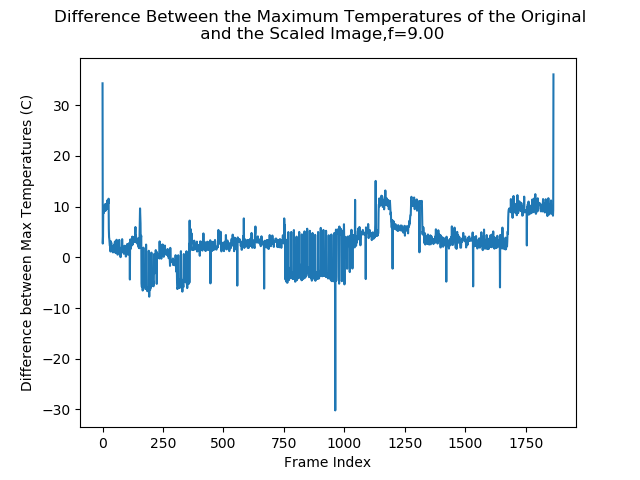 Difference Between the Maximum Temperatures of the Original
and the Scaled Image,f=9.00
Difference between Max Temperatures (C)
30
20
10
0
−10
−20
−30
0 250 500 750 1000 1250 1500 1750
Frame Index